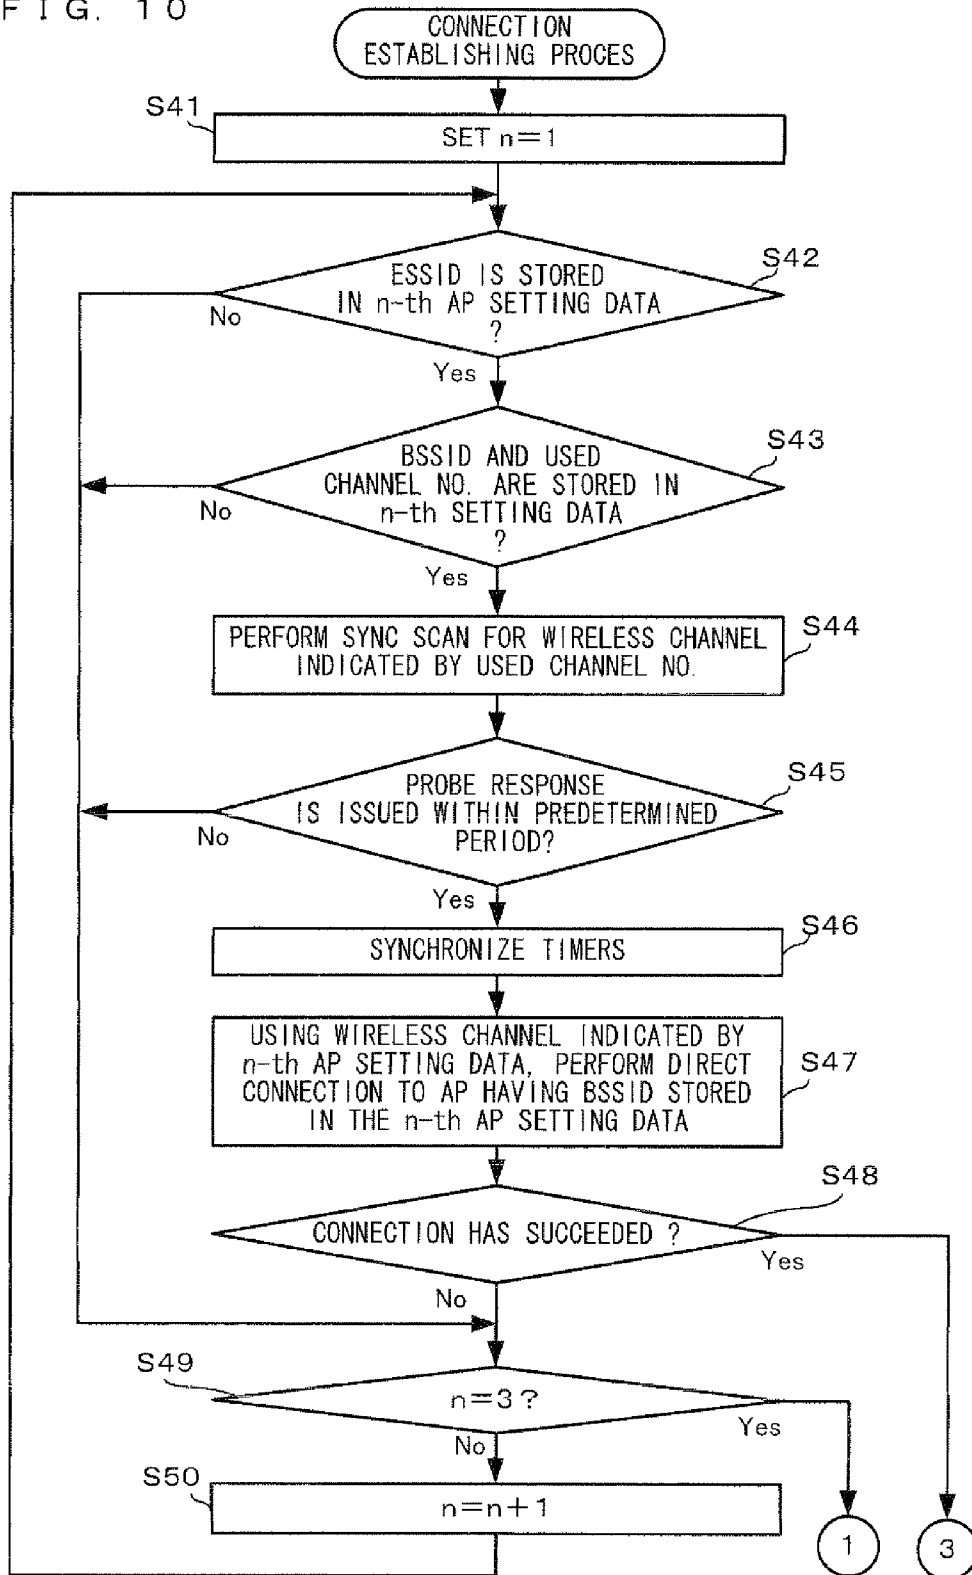 FIG. 10
CONNECTION
ESTABLISHING PROCES
S41
SET n=1
S42
ESSID IS STORED
IN n-th AP SETTING DATA
?
No
Yes
S43
BSSID AND USED
CHANNEL NO. ARE STORED IN
n-th SETTING DATA
?
No
Yes
S44
PERFORM SYNC SCAN FOR WIRELESS CHANNEL
INDICATED BY USED CHANNEL NO.
S45
PROBE RESPONSE
IS ISSUED WITHIN PREDETERMINED
PERIOD?
No
Yes
S46
SYNCHRONIZE TIMERS
S47
USING WIRELESS CHANNEL INDICATED BY
n-th AP SETTING DATA, PERFORM DIRECT
CONNECTION TO AP HAVING BSSID STORED
IN THE n-th AP SETTING DATA
S48
CONNECTION HAS SUCCEEDED ?
Yes
No
S49
n=3?
Yes
No
S50
n=n+1
1
3